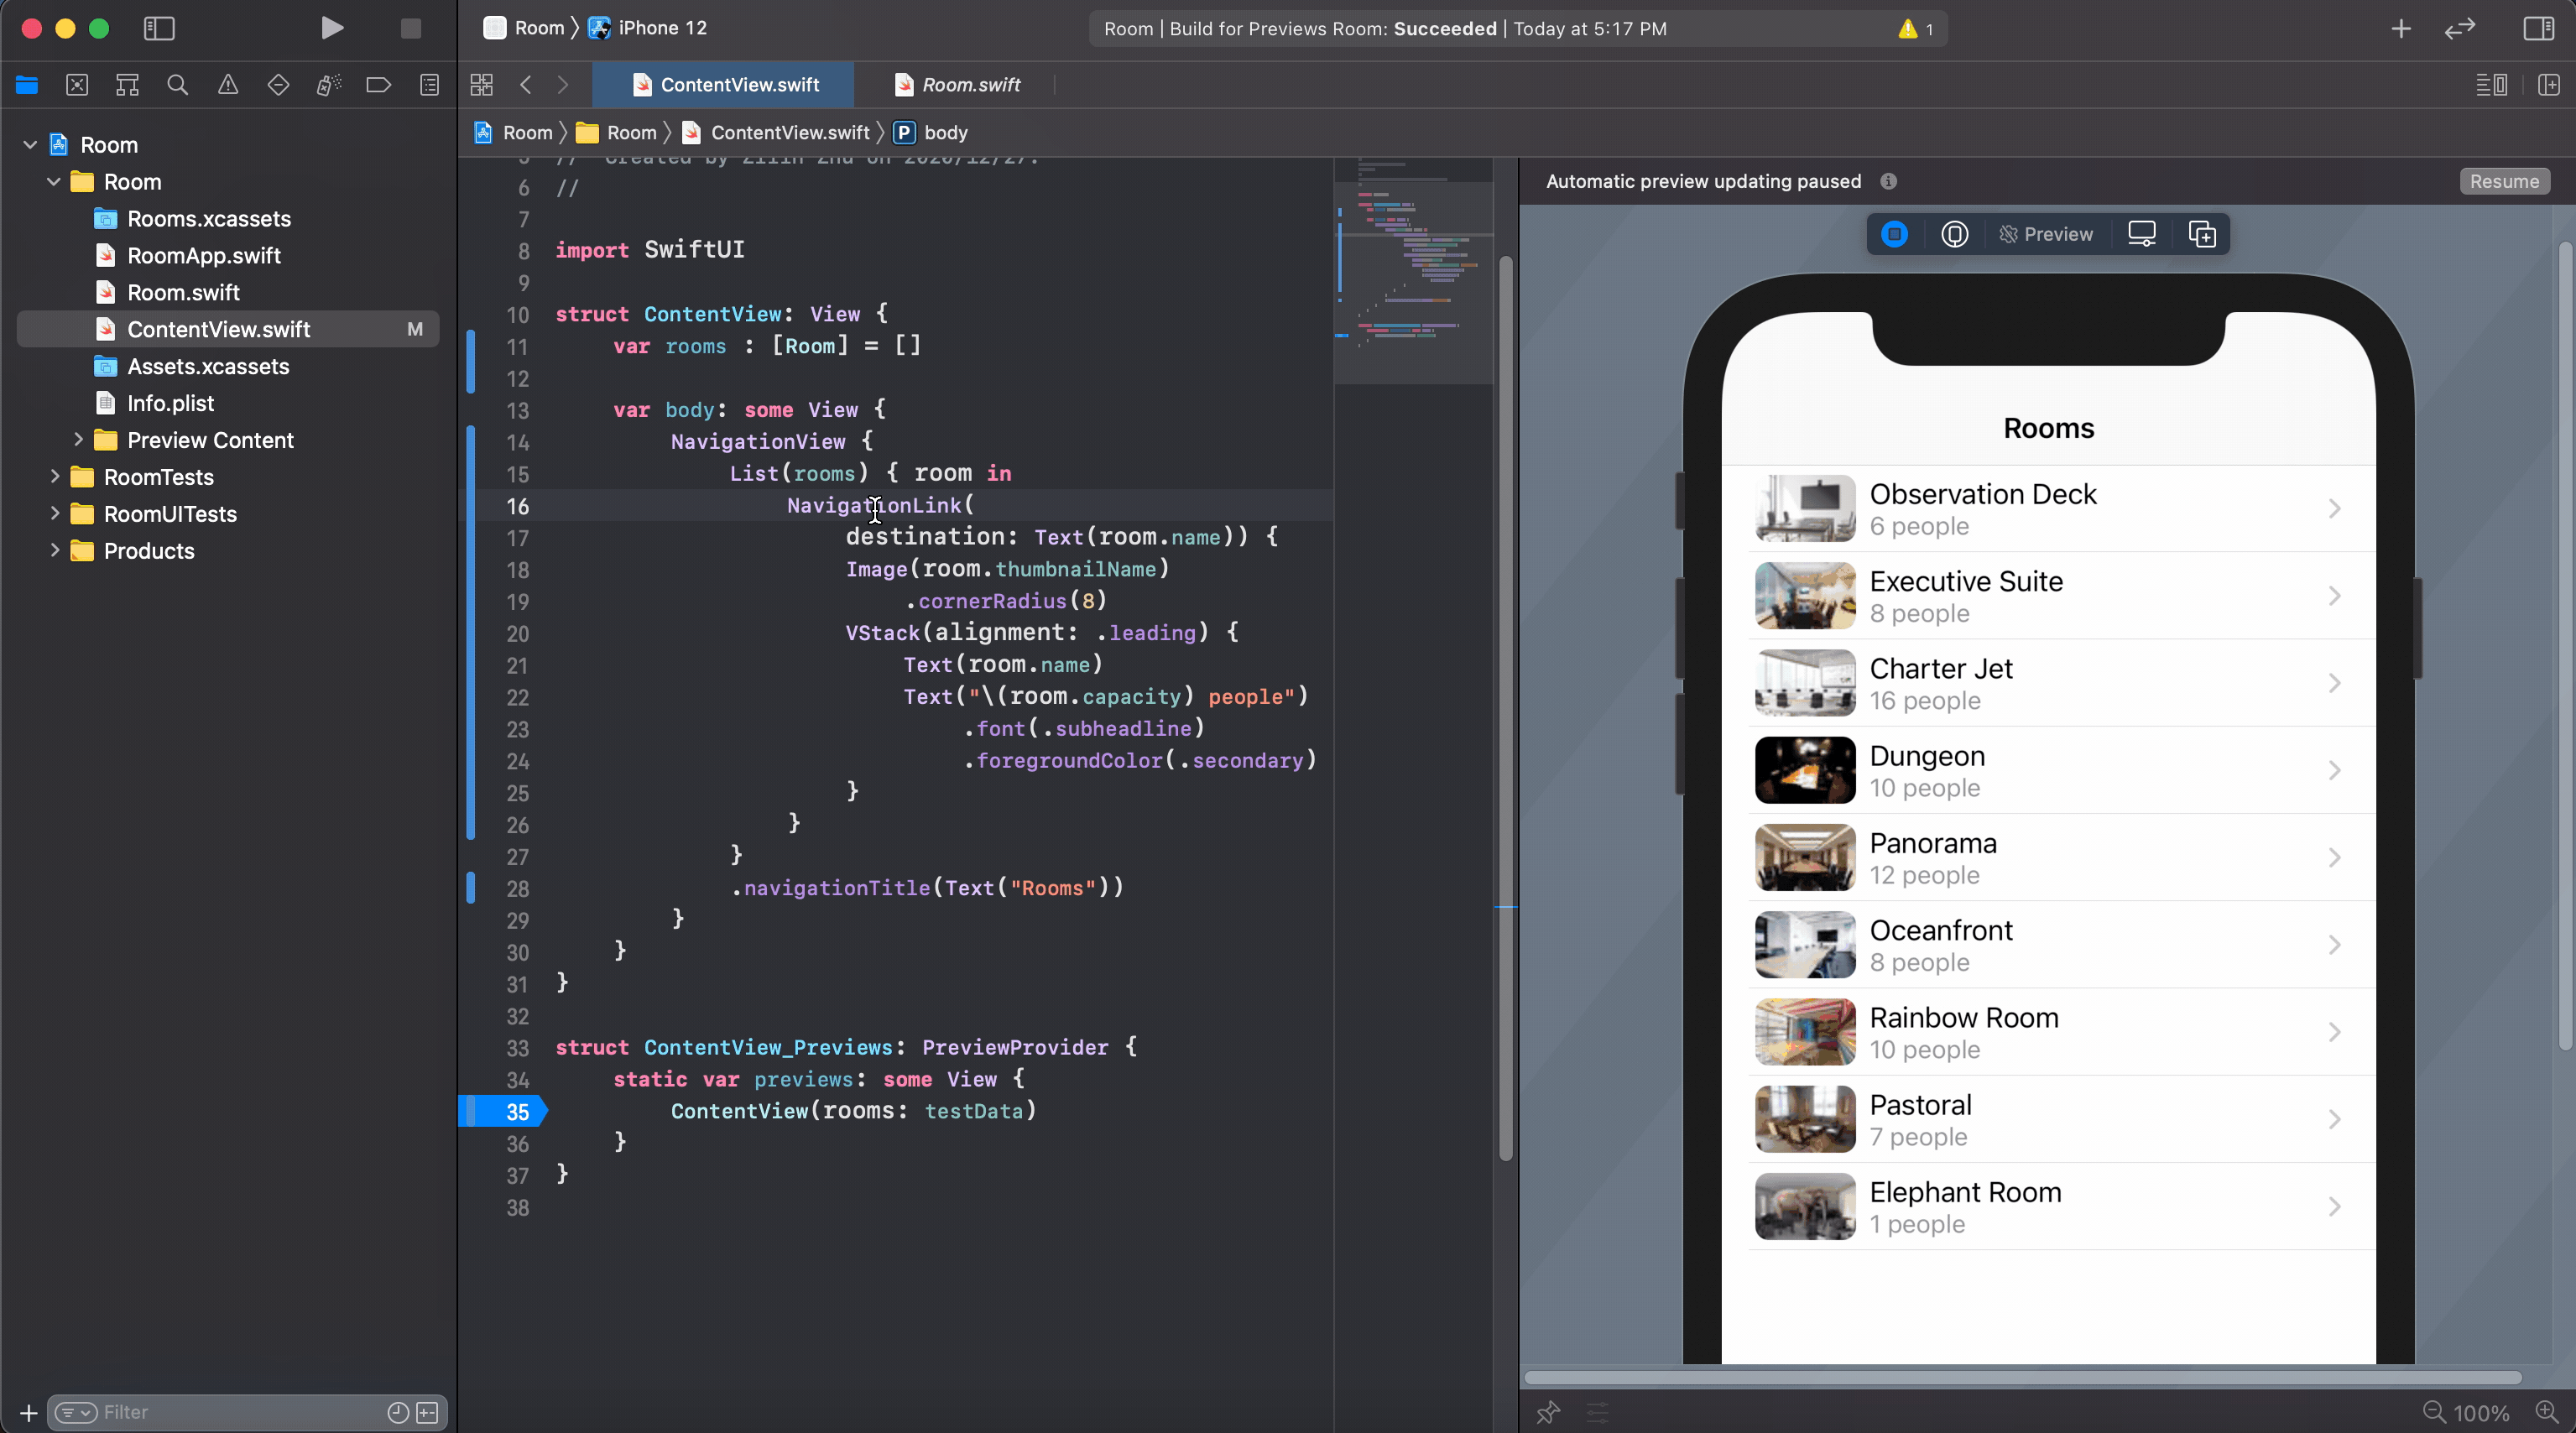 Room 〉 iPhone 12
Room | Build for Previews Room: Succeeded | Today at 5:17 PM
1
ContentView.swift
Room.swift
Room 〉 Room 〉 ContentView.swift 〉 P body
Room
Room
Rooms.xcassets
RoomApp.swift
Room.swift
ContentView.swift M
Assets.xcassets
Info.plist
Preview Content
RoomTests
RoomUITests
Products
Filter
5 // Created by Zilin Zhu on 2020/12/27.
6 //
7
8 import SwiftUI
9
10 struct ContentView: View {
11 var rooms : [Room] = []
12
13 var body: some View {
14 NavigationView {
15 List(rooms) { room in
16 NavigationLink(
17 destination: Text(room.name)) {
18 Image(room.thumbnailName)
19 .cornerRadius(8)
20 VStack(alignment: .leading) {
21 Text(room.name)
22 Text("\(room.capacity) people")
23 .font(.subheadline)
24 .foregroundColor(.secondary)
25 }
26 }
27 }
28 .navigationTitle(Text("Rooms"))
29 }
30 }
31 }
32
33 struct ContentView_Previews: PreviewProvider {
34 static var previews: some View {
35 ContentView(rooms: testData)
36 }
37 }
38
Automatic preview updating paused
Resume
Preview
Rooms
Observation Deck
6 people
Executive Suite
8 people
Charter Jet
16 people
Dungeon
10 people
Panorama
12 people
Oceanfront
8 people
Rainbow Room
10 people
Pastoral
7 people
Elephant Room
1 people
100%